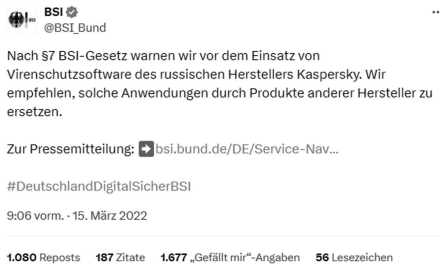 BSI
@BSI_Bund
Nach §7 BSI-Gesetz warnen wir vor dem Einsatz von
Virenschutzsoftware des russischen Herstellers Kaspersky. Wir
empfehlen, solche Anwendungen durch Produkte anderer Hersteller zu
ersetzen.
Zur Pressemitteilung: ➡bsi.bund.de/DE/Service-Nav...
#DeutschlandDigitalSicherBSI
9:06 vorm. · 15. März 2022
1.080 Reposts 187 Zitate 1.677 „Gefällt mir“-Angaben 56 Lesezeichen